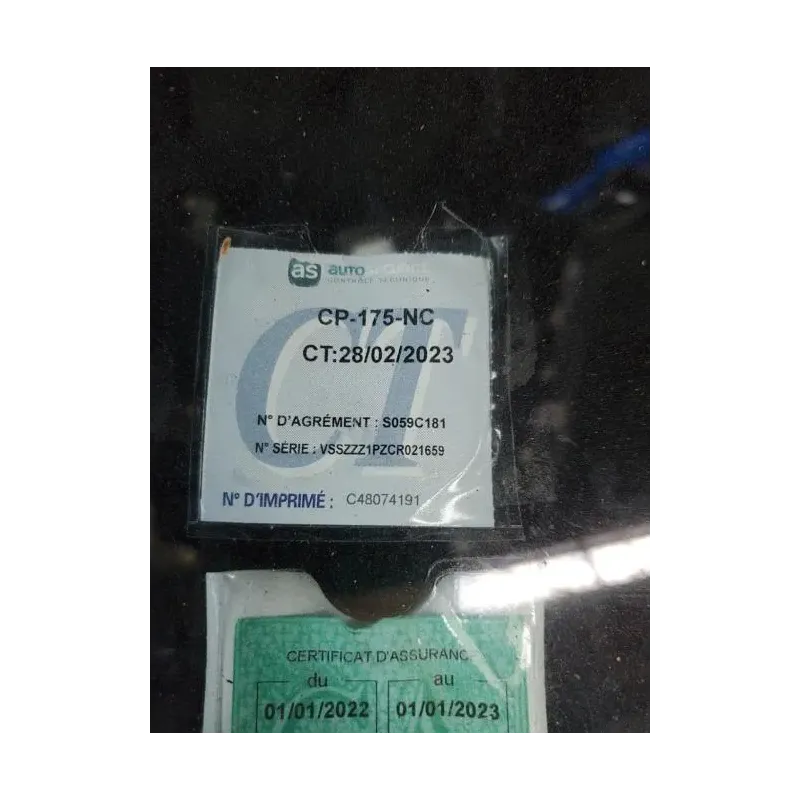 as auto sécurité
CONTRÔLE TECHNIQUE
CT
CP-175-NC
CT:28/02/2023
N° D'AGRÉMENT : S059C181
N° SÉRIE : VSSZZZ1PZCR021659
N° D'IMPRIMÉ : C48074191
CERTIFICAT D'ASSURANC
du au
01/01/2022 01/01/2023